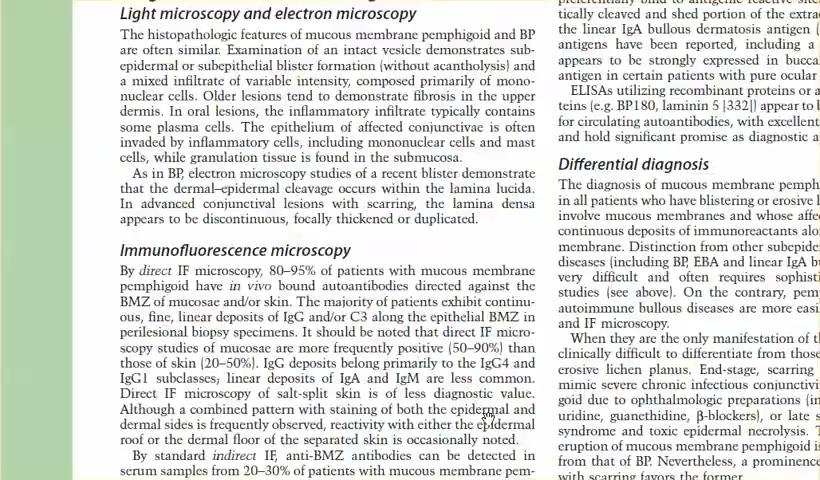 Light microscopy and electron microscopy
The histopathologic features of mucous membrane pemphigoid and BP
are often similar. Examination of an intact vesicle demonstrates sub-
epidermal or subepithelial blister formation (without acantholysis) and
a mixed infiltrate of variable intensity, composed primarily of mono-
nuclear cells. Older lesions tend to demonstrate fibrosis in the upper
dermis. In oral lesions, the inflammatory infiltrate typically contains
some plasma cells. The epithelium of affected conjunctivae is often
invaded by inflammatory cells, including mononuclear cells and mast
cells, while granulation tissue is found in the submucosa.
As in BP, electron microscopy studies of a recent blister demonstrate
that the dermal–epidermal cleavage occurs within the lamina lucida.
In advanced conjunctival lesions with scarring, the lamina densa
appears to be discontinuous, focally thickened or duplicated.
Immunofluorescence microscopy
By direct IF microscopy, 80–95% of patients with mucous membrane
pemphigoid have in vivo bound autoantibodies directed against the
BMZ of mucosae and/or skin. The majority of patients exhibit continu-
ous, fine, linear deposits of IgG and/or C3 along the epithelial BMZ in
perilesional biopsy specimens. It should be noted that direct IF micro-
scopy studies of mucosae are more frequently positive (50–90%) than
those of skin (20–50%). IgG deposits belong primarily to the IgG4 and
IgG1 subclasses; linear deposits of IgA and IgM are less common.
Direct IF microscopy of salt-split skin is of less diagnostic value.
Although a combined pattern with staining of both the epidermal and
dermal sides is frequently observed, reactivity with either the epidermal
roof or the dermal floor of the separated skin is occasionally noted.
By standard indirect IF, anti-BMZ antibodies can be detected in
serum samples from 20–30% of patients with mucous membrane pem-
tically cleaved and shed portion of the extra
the linear IgA bullous dermatosis antigen (
antigens have been reported, including a
appears to be strongly expressed in bucca
antigen in certain patients with pure ocular
ELISAs utilizing recombinant proteins or a
teins (e.g. BP180, laminin 5 [332]) appear to b
for circulating autoantibodies, with excellent
and hold significant promise as diagnostic a
Differential diagnosis
The diagnosis of mucous membrane pemph
in all patients who have blistering or erosive l
involve mucous membranes and whose affe
continuous deposits of immunoreactants alo
membrane. Distinction from other subepide
diseases (including BP, EBA and linear IgA bu
very difficult and often requires sophisti
studies (see above). On the contrary, pem
autoimmune bullous diseases are more easi
and IF microscopy.
When they are the only manifestation of t
clinically difficult to differentiate from those
erosive lichen planus. End-stage, scarring
mimic severe chronic infectious conjunctivi
goid due to ophthalmologic preparations (in
uridine, guanethidine, β-blockers), or late s
syndrome and toxic epidermal necrolysis. T
eruption of mucous membrane pemphigoid is
from that of BP. Nevertheless, a prominence
with scarring favors the former.